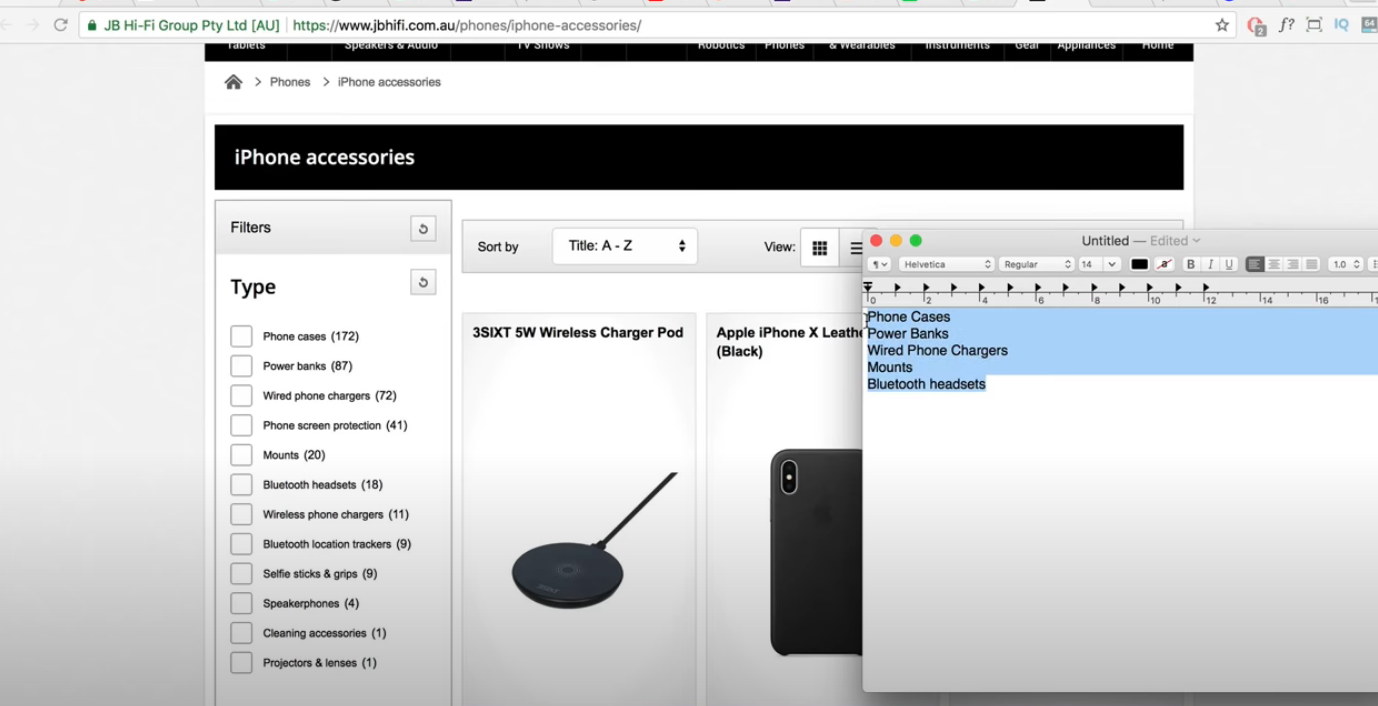 JB Hi-Fi Group Pty Ltd [AU] https://www.jbhifi.com.au/phones/iphone-accessories/
f? IQ 64
2
Tablets Speakers & Audio TV Shows Robotics Phones & Wearables Instruments Gear Appliances Home
Phones > iPhone accessories
iPhone accessories
Filters
Sort by Title: A - Z View:
Type
Phone cases (172)
Power banks (87)
Wired phone chargers (72)
Phone screen protection (41)
Mounts (20)
Bluetooth headsets (18)
Wireless phone chargers (11)
Bluetooth location trackers (9)
Selfie sticks & grips (9)
Speakerphones (4)
Cleaning accessories (1)
Projectors & lenses (1)
3SIXT 5W Wireless Charger Pod
Apple iPhone X
(Black)
3SIXT
Untitled — Edited
Helvetica Regular 14 a B I U 1.0
0 2 4 6 8 10 12 14 16
Phone Cases
Power Banks
Wired Phone Chargers
Mounts
Bluetooth headsets